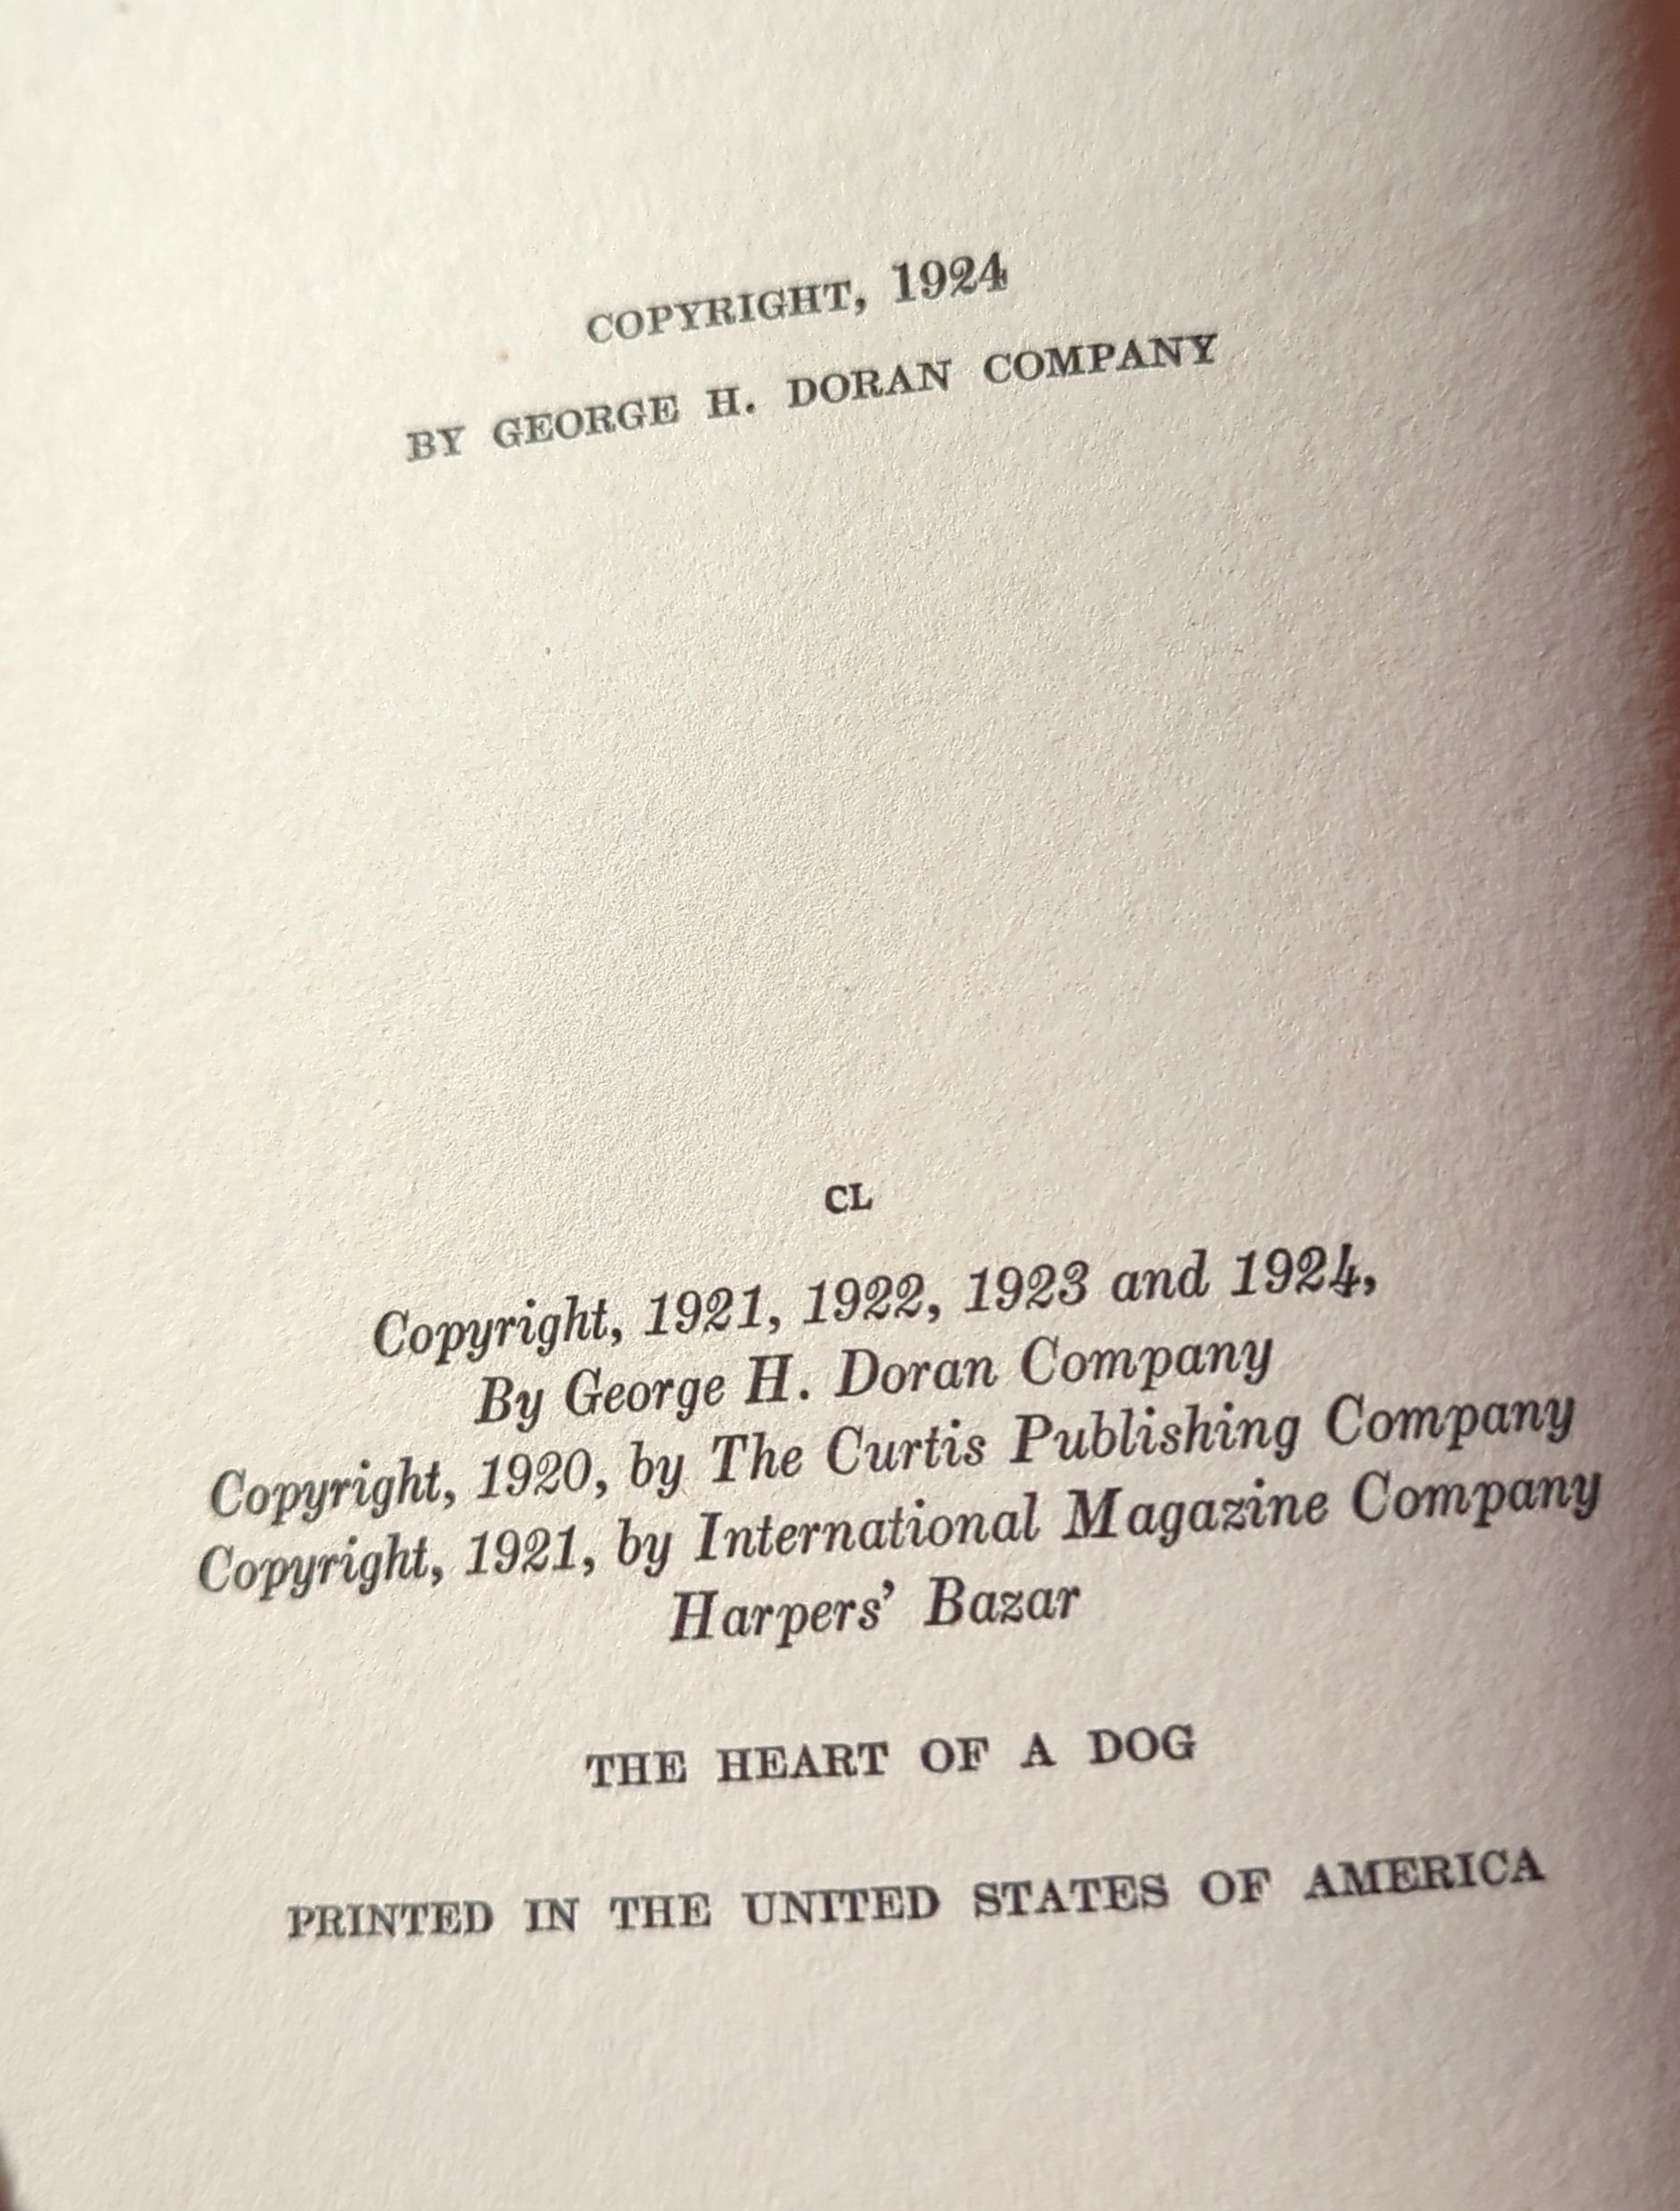 COPYRIGHT, 1924
BY GEORGE H. DORAN COMPANY
CL
Copyright, 1921, 1922, 1923 and 1924,
By George H. Doran Company
Copyright, 1920, by The Curtis Publishing Company
Copyright, 1921, by International Magazine Company
Harpers' Bazar
THE HEART OF A DOG
PRINTED IN THE UNITED STATES OF AMERICA